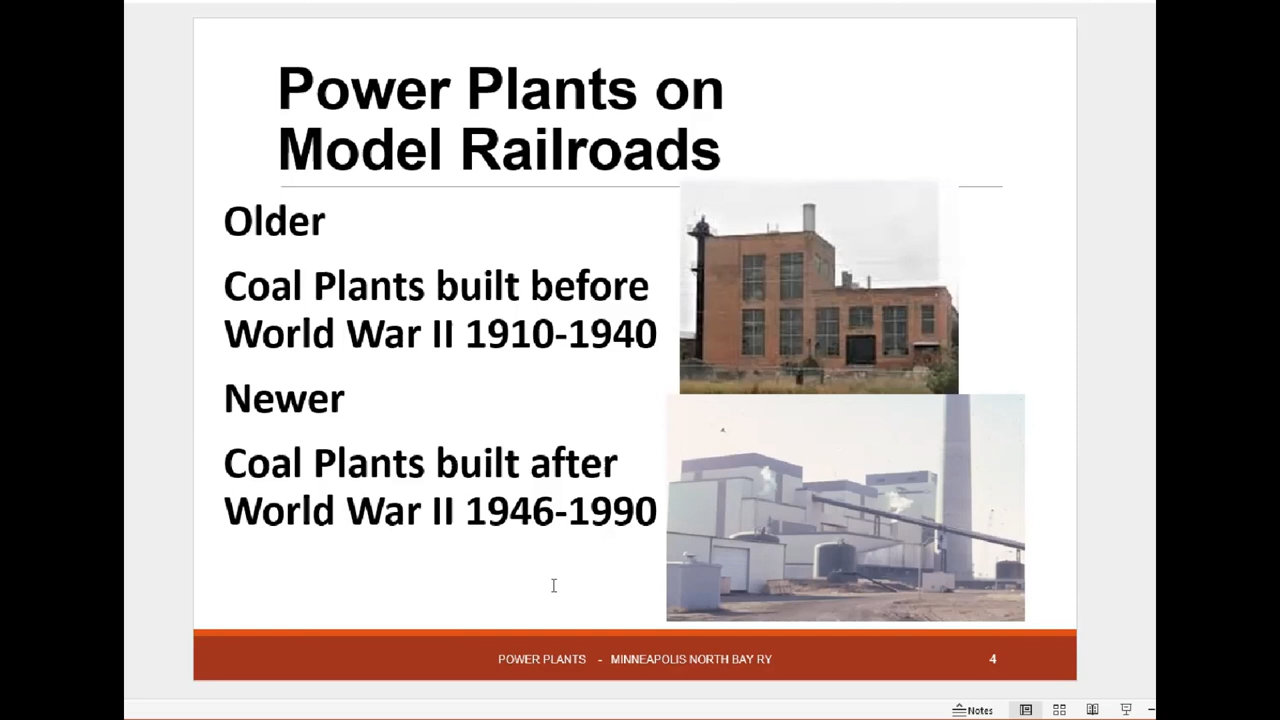 Power Plants on
Model Railroads
Older
Coal Plants built before
World War II 1910-1940
Newer
Coal Plants built after
World War II 1946-1990
POWER PLANTS - MINNEAPOLIS NORTH BAY RY
4
Notes